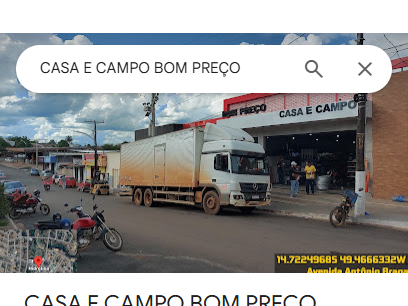 CASA E CAMPO BOM PREÇO
BOM PREÇO
CASA E CAMPO
14.72249685 49.4666332W
Avenida Antônio Braga
CASA E CAMPO BOM PREÇO